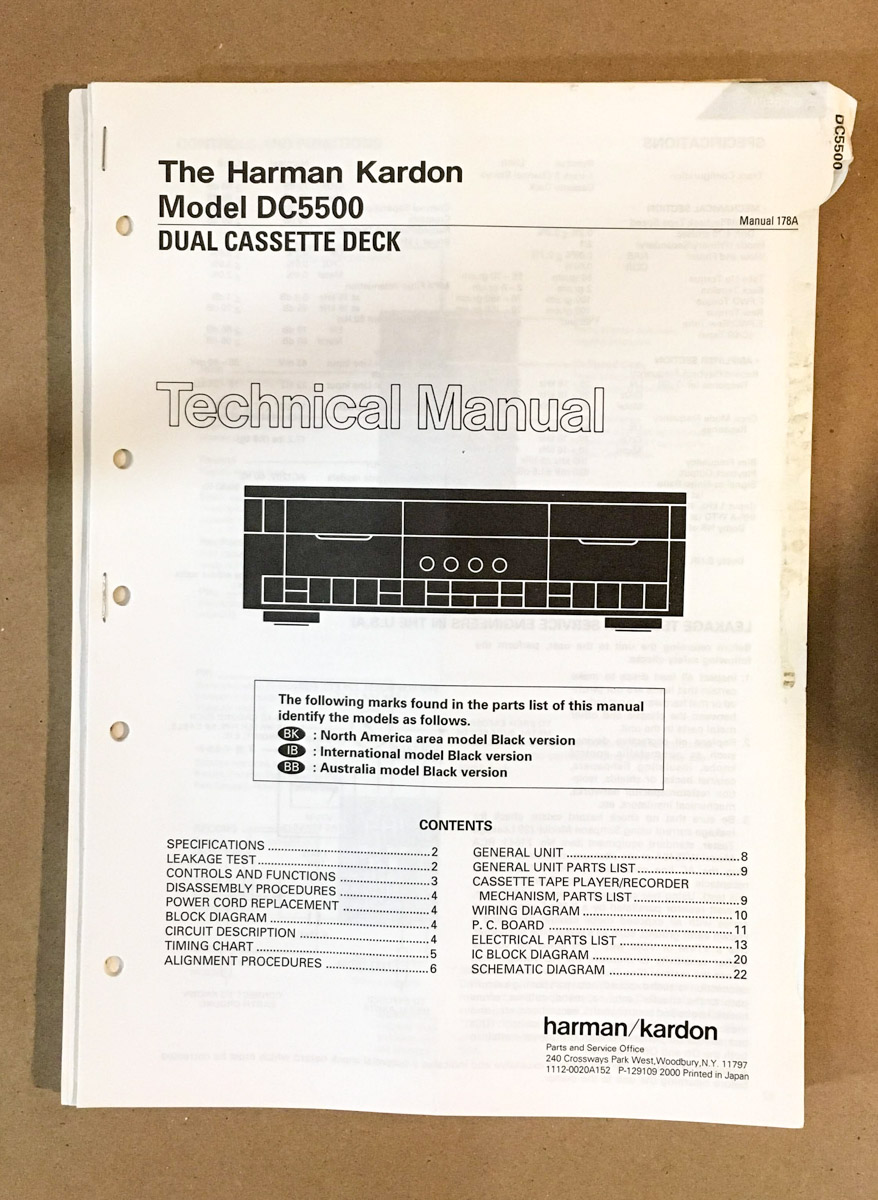 DC5500
The Harman Kardon
Model DC5500
Manual 178A
DUAL CASSETTE DECK
Technical Manual
The following marks found in the parts list of this manual
identify the models as follows.
BK : North America area model Black version
IB : International model Black version
BB : Australia model Black version
CONTENTS
SPECIFICATIONS ........................................ 2
LEAKAGE TEST ........................................ 2
CONTROLS AND FUNCTIONS ........................ 3
DISASSEMBLY PROCEDURES ........................ 4
POWER CORD REPLACEMENT ........................ 4
BLOCK DIAGRAM ........................................ 4
CIRCUIT DESCRIPTION ................................ 4
TIMING CHART ........................................ 5
ALIGNMENT PROCEDURES ............................ 6
GENERAL UNIT ........................................ 8
GENERAL UNIT PARTS LIST ............................ 9
CASSETTE TAPE PLAYER/RECORDER
MECHANISM, PARTS LIST ............................ 9
WIRING DIAGRAM ........................................ 10
P. C. BOARD ........................................ 11
ELECTRICAL PARTS LIST ................................ 13
IC BLOCK DIAGRAM ........................................ 20
SCHEMATIC DIAGRAM ................................ 22
harman/kardon
Parts and Service Office
240 Crossways Park West,Woodbury,N.Y. 11797
1112-0020A152 P-129109 2000 Printed in Japan